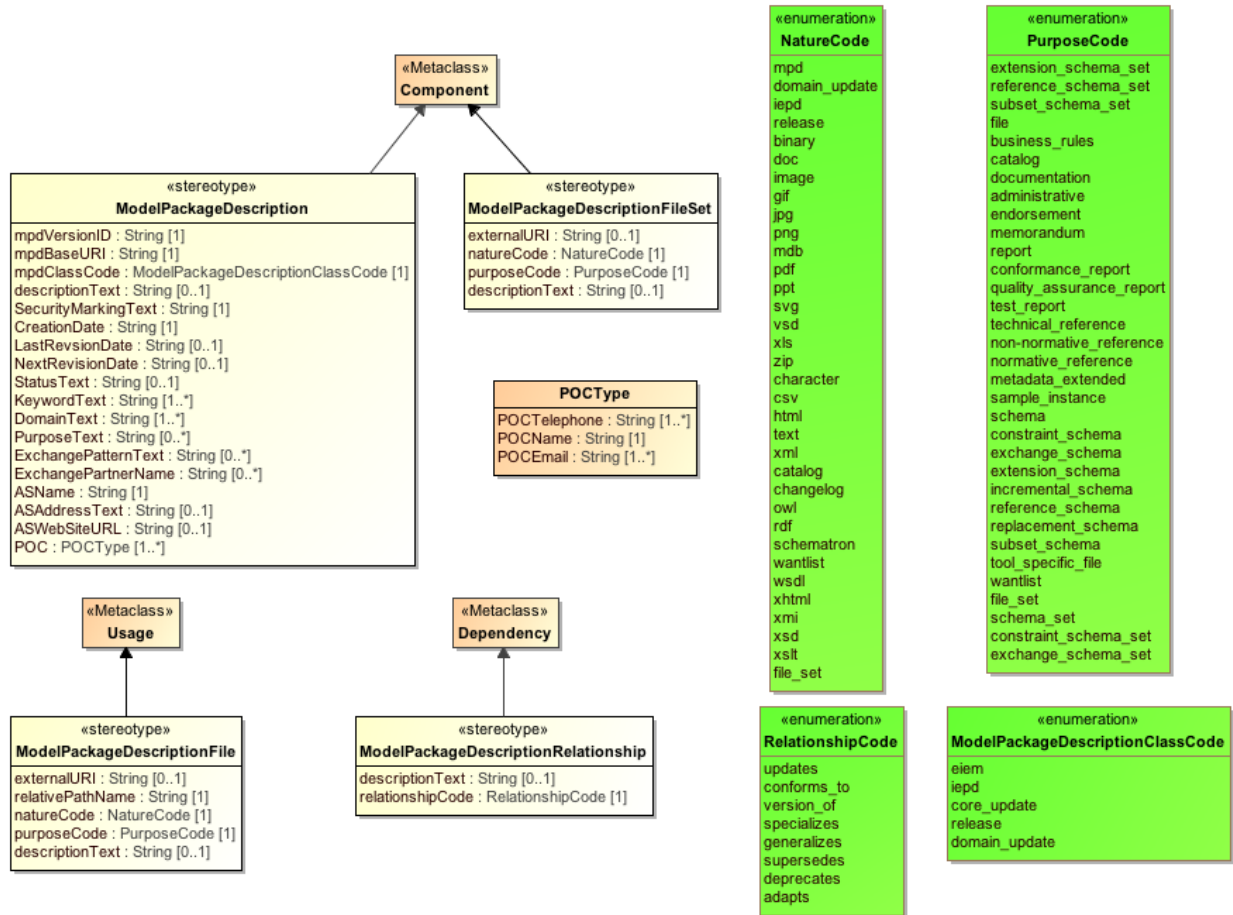 «Metaclass»
Component
«stereotype»
ModelPackageDescription
mpdVersionID : String [1]
mpdBaseURI : String [1]
mpdClassCode : ModelPackageDescriptionClassCode [1]
descriptionText : String [0..1]
SecurityMarkingText : String [1]
CreationDate : String [1]
LastRevsionDate : String [0..1]
NextRevisionDate : String [0..1]
StatusText : String [0..1]
KeywordText : String [1..*]
DomainText : String [1..*]
PurposeText : String [0..*]
ExchangePatternText : String [0..*]
ExchangePartnerName : String [0..*]
ASName : String [1]
ASAddressText : String [0..1]
ASWebSiteURL : String [0..1]
POC : POCType [1..*]
«stereotype»
ModelPackageDescriptionFileSet
externalURI : String [0..1]
natureCode : NatureCode [1]
purposeCode : PurposeCode [1]
descriptionText : String [0..1]
POCType
POCTelephone : String [1..*]
POCName : String [1]
POCEmail : String [1..*]
«Metaclass»
Usage
«stereotype»
ModelPackageDescriptionFile
externalURI : String [0..1]
relativePathName : String [1]
natureCode : NatureCode [1]
purposeCode : PurposeCode [1]
descriptionText : String [0..1]
«Metaclass»
Dependency
«stereotype»
ModelPackageDescriptionRelationship
descriptionText : String [0..1]
relationshipCode : RelationshipCode [1]
«enumeration»
NatureCode
mpd
domain_update
iepd
release
binary
doc
image
gif
jpg
png
mdb
pdf
ppt
svg
vsd
xls
zip
character
csv
html
text
xml
catalog
changelog
owl
rdf
schematron
wantlist
wsdl
xhtml
xmi
xsd
xslt
file_set
«enumeration»
PurposeCode
extension_schema_set
reference_schema_set
subset_schema_set
file
business_rules
catalog
documentation
administrative
endorsement
memorandum
report
conformance_report
quality_assurance_report
test_report
technical_reference
non-normative_reference
normative_reference
metadata_extended
sample_instance
schema
constraint_schema
exchange_schema
extension_schema
incremental_schema
reference_schema
replacement_schema
subset_schema
tool_specific_file
wantlist
file_set
schema_set
constraint_schema_set
exchange_schema_set
«enumeration»
RelationshipCode
updates
conforms_to
version_of
specializes
generalizes
supersedes
deprecates
adapts
«enumeration»
ModelPackageDescriptionClassCode
eiem
iepd
core_update
release
domain_update